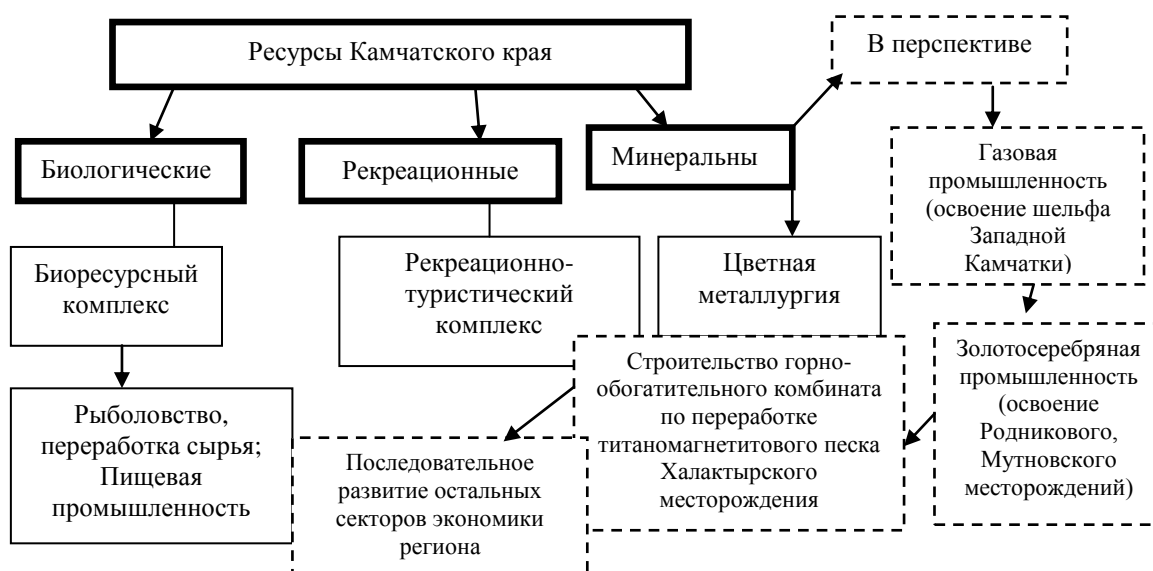 Ресурсы Камчатского края
В перспективе
Биологические
Рекреационные
Минеральны
Газовая
промышленность
(освоение шельфа
Западной
Камчатки)
Биоресурсный
комплекс
Рекреационно-
туристический
комплекс
Цветная
металлургия
Золотосеребряная
промышленность
(освоение
Родникового,
Мутновского
месторождений)
Строительство горно-
обогатительного комбината
по переработке
титаномагнетитового песка
Халактырского
месторождения
Рыболовство,
переработка сырья;
Пищевая
промышленность
Последовательное
развитие остальных
секторов экономики
региона